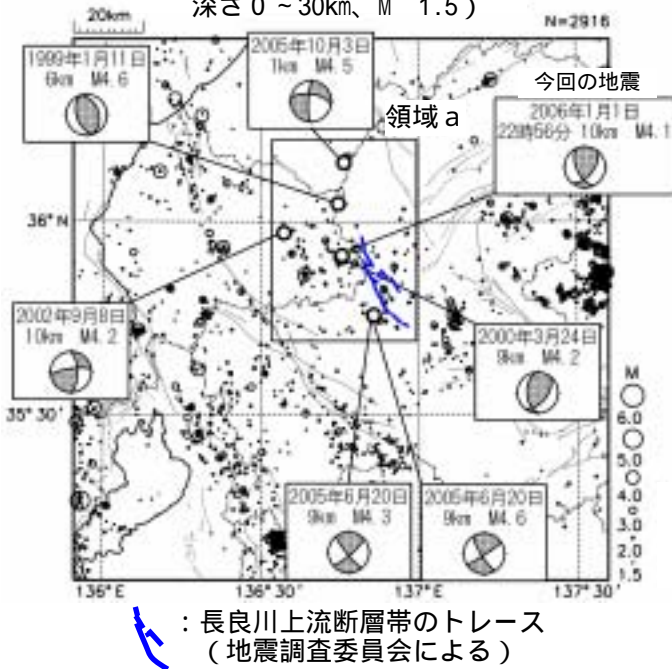 深さ0~30km、M 1.5)
20km
N=2916
1999年1月11日
6km M4.6
2005年10月3日
1km M4.5
今回の地震
領域a
2006年1月1日
22時56分 10km M4.1
36°N
2002年9月8日
10km M4.2
2000年3月24日
9km M4.2
35°30'
M
6.0
5.0
4.0
3.0
2.0
1.5
2005年6月20日
9km M4.3
2005年6月20日
9km M4.6
136°E
136°30'
137°E
137°30'
:長良川上流断層帯のトレース
(地震調査委員会による)